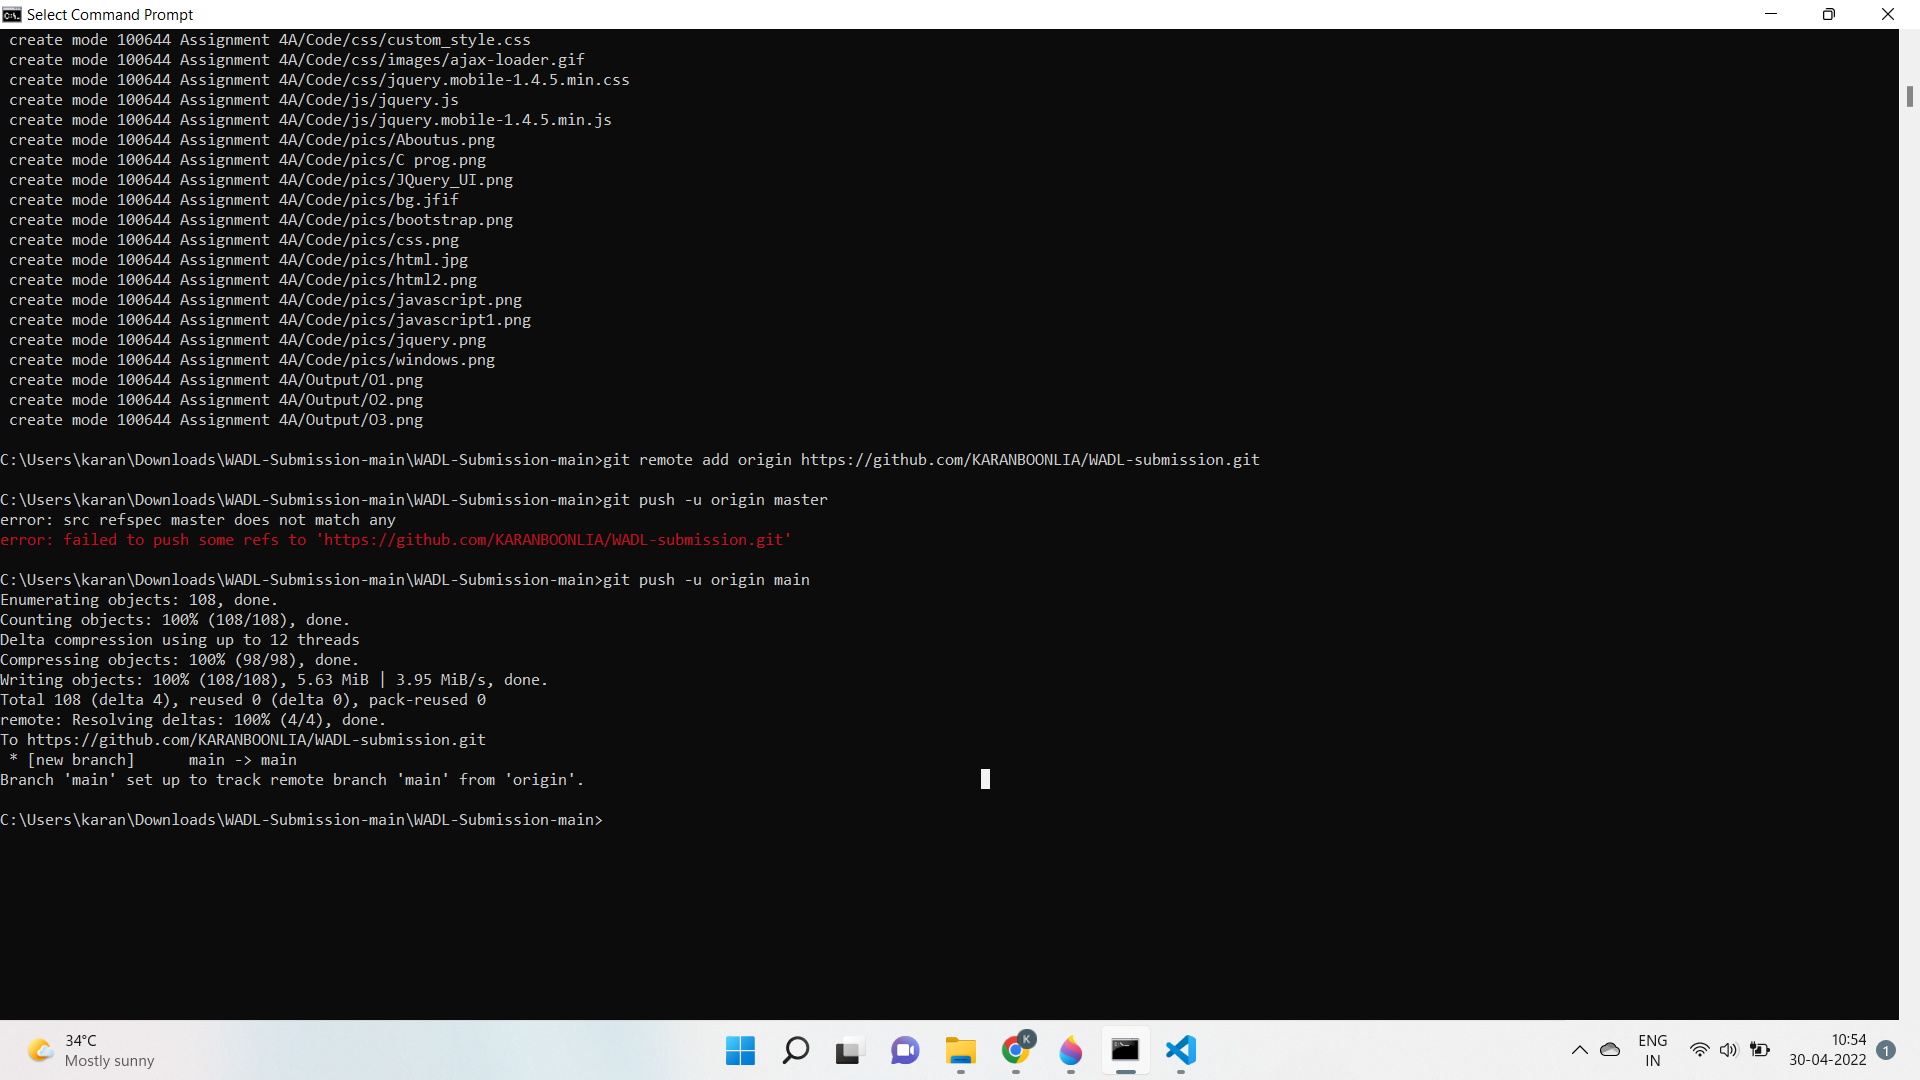 Select Command Prompt
create mode 100644 Assignment 4A/Code/css/custom_style.css
create mode 100644 Assignment 4A/Code/css/images/ajax-loader.gif
create mode 100644 Assignment 4A/Code/css/jquery.mobile-1.4.5.min.css
create mode 100644 Assignment 4A/Code/js/jquery.js
create mode 100644 Assignment 4A/Code/js/jquery.mobile-1.4.5.min.js
create mode 100644 Assignment 4A/Code/pics/Aboutus.png
create mode 100644 Assignment 4A/Code/pics/C prog.png
create mode 100644 Assignment 4A/Code/pics/JQuery_UI.png
create mode 100644 Assignment 4A/Code/pics/bg.jfif
create mode 100644 Assignment 4A/Code/pics/bootstrap.png
create mode 100644 Assignment 4A/Code/pics/css.png
create mode 100644 Assignment 4A/Code/pics/html.jpg
create mode 100644 Assignment 4A/Code/pics/html2.png
create mode 100644 Assignment 4A/Code/pics/javascript.png
create mode 100644 Assignment 4A/Code/pics/javascript1.png
create mode 100644 Assignment 4A/Code/pics/jquery.png
create mode 100644 Assignment 4A/Code/pics/windows.png
create mode 100644 Assignment 4A/Output/O1.png
create mode 100644 Assignment 4A/Output/O2.png
create mode 100644 Assignment 4A/Output/O3.png
C:\Users\karan\Downloads\WADL-Submission-main\WADL-Submission-main>git remote add origin https://github.com/KARANBOONLIA/WADL-submission.git
C:\Users\karan\Downloads\WADL-Submission-main\WADL-Submission-main>git push -u origin master
error: src refspec master does not match any
error: failed to push some refs to 'https://github.com/KARANBOONLIA/WADL-submission.git'
C:\Users\karan\Downloads\WADL-Submission-main\WADL-Submission-main>git push -u origin main
Enumerating objects: 108, done.
Counting objects: 100% (108/108), done.
Delta compression using up to 12 threads
Compressing objects: 100% (98/98), done.
Writing objects: 100% (108/108), 5.63 MiB | 3.95 MiB/s, done.
Total 108 (delta 4), reused 0 (delta 0), pack-reused 0
remote: Resolving deltas: 100% (4/4), done.
To https://github.com/KARANBOONLIA/WADL-submission.git
* [new branch]      main -> main
Branch 'main' set up to track remote branch 'main' from 'origin'.
C:\Users\karan\Downloads\WADL-Submission-main\WADL-Submission-main>
34°C
Mostly sunny
K
ENG
IN
10:54
30-04-2022
1